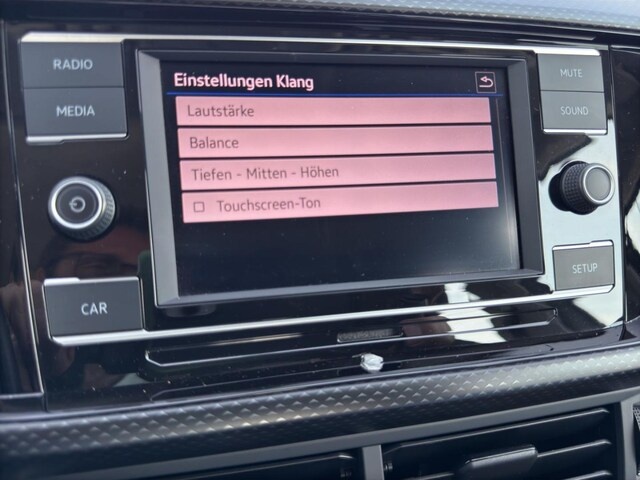 RADIO
MEDIA
CAR
Einstellungen Klang
Lautstärke
Balance
Tiefen - Mitten - Höhen
Touchscreen-Ton
MUTE
SOUND
SETUP